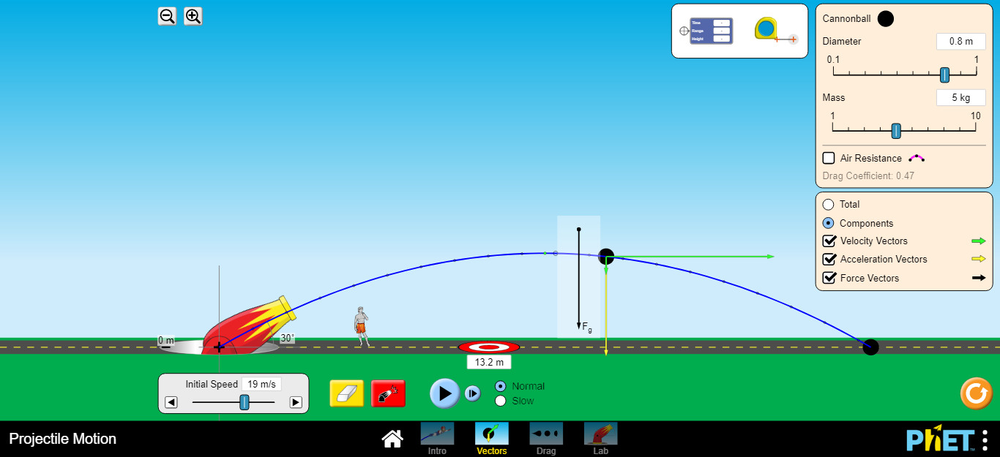 Time
Range
Height
Cannonball
Diameter
0.8 m
0.1
1
Mass
5 kg
1
10
Air Resistance
Drag Coefficient: 0.47
Total
Components
Velocity Vectors
Acceleration Vectors
Force Vectors
Fg
0 m
30°
13.2 m
Initial Speed
19 m/s
Normal
Slow
Projectile Motion
Intro
Vectors
Drag
Lab
PhET